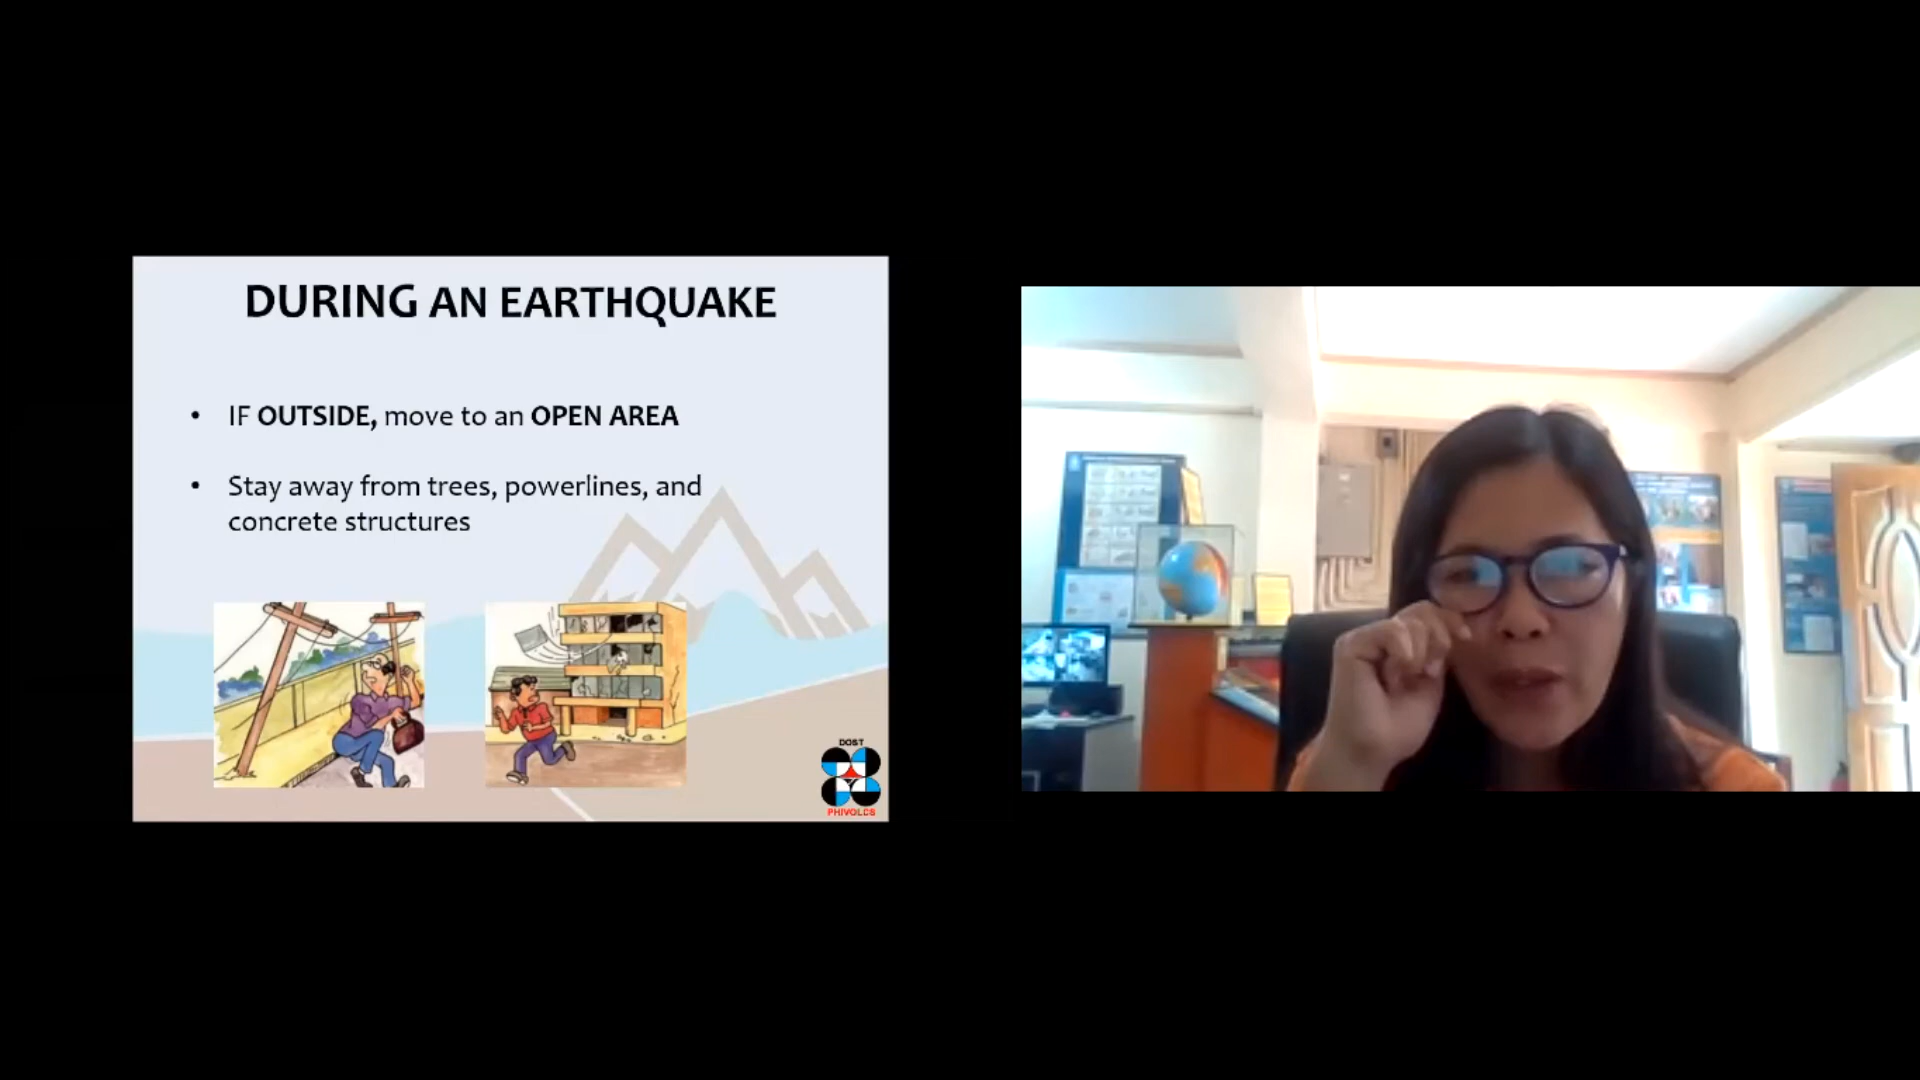 DURING AN EARTHQUAKE
• IF OUTSIDE, move to an OPEN AREA
• Stay away from trees, powerlines, and
concrete structures
DOST
PHIVOLCS